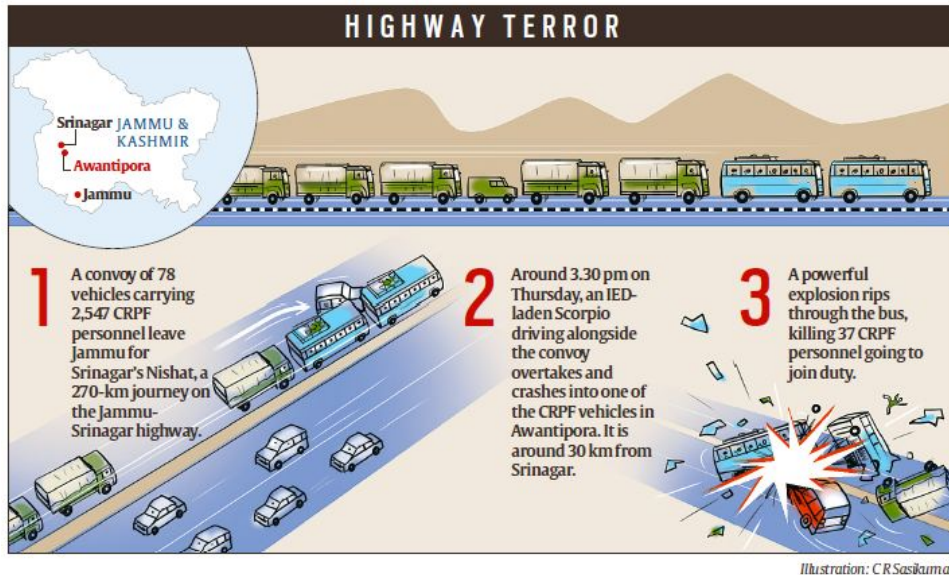 HIGHWAY TERROR
Srinagar
JAMMU &
KASHMIR
Awantipora
Jammu
1
A convoy of 78
vehicles carrying
2,547 CRPF
personnel leave
Jammu for
Srinagar's Nishat, a
270-km journey on
the Jammu-
Srinagar highway.
2
Around 3.30 pm on
Thursday, an IED-
laden Scorpio
driving alongside
the convoy
overtakes and
crashes into one of
the CRPF vehicles in
Awantipora. It is
around 30 km from
Srinagar.
3
A powerful
explosion rips
through the bus,
killing 37 CRPF
personnel going to
join duty.
Illustration: C R